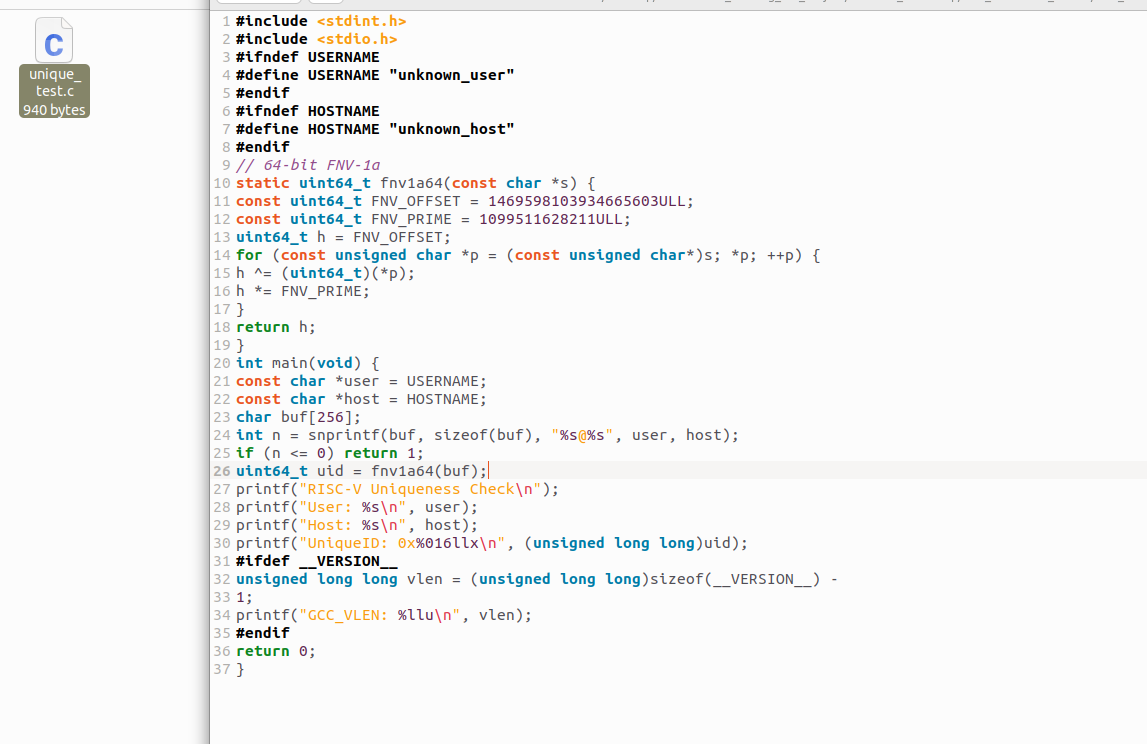 unique_
test.c
940 bytes
1 #include <stdint.h>
2 #include <stdio.h>
3 #ifndef USERNAME
4 #define USERNAME "unknown_user"
5 #endif
6 #ifndef HOSTNAME
7 #define HOSTNAME "unknown_host"
8 #endif
9 // 64-bit FNV-1a
10 static uint64_t fnv1a64(const char *s) {
11 const uint64_t FNV_OFFSET = 1469598103934665603ULL;
12 const uint64_t FNV_PRIME = 1099511628211ULL;
13 uint64_t h = FNV_OFFSET;
14 for (const unsigned char *p = (const unsigned char*)s; *p; ++p) {
15 h ^= (uint64_t)(*p);
16 h *= FNV_PRIME;
17 }
18 return h;
19 }
20 int main(void) {
21 const char *user = USERNAME;
22 const char *host = HOSTNAME;
23 char buf[256];
24 int n = snprintf(buf, sizeof(buf), "%s@%s", user, host);
25 if (n <= 0) return 1;
26 uint64_t uid = fnv1a64(buf);
27 printf("RISC-V Uniqueness Check\n");
28 printf("User: %s\n", user);
29 printf("Host: %s\n", host);
30 printf("UniqueID: 0x%016llx\n", (unsigned long long)uid);
31 #ifdef __VERSION__
32 unsigned long long vlen = (unsigned long long)sizeof(__VERSION__) -
33 1;
34 printf("GCC_VLEN: %llu\n", vlen);
35 #endif
36 return 0;
37 }